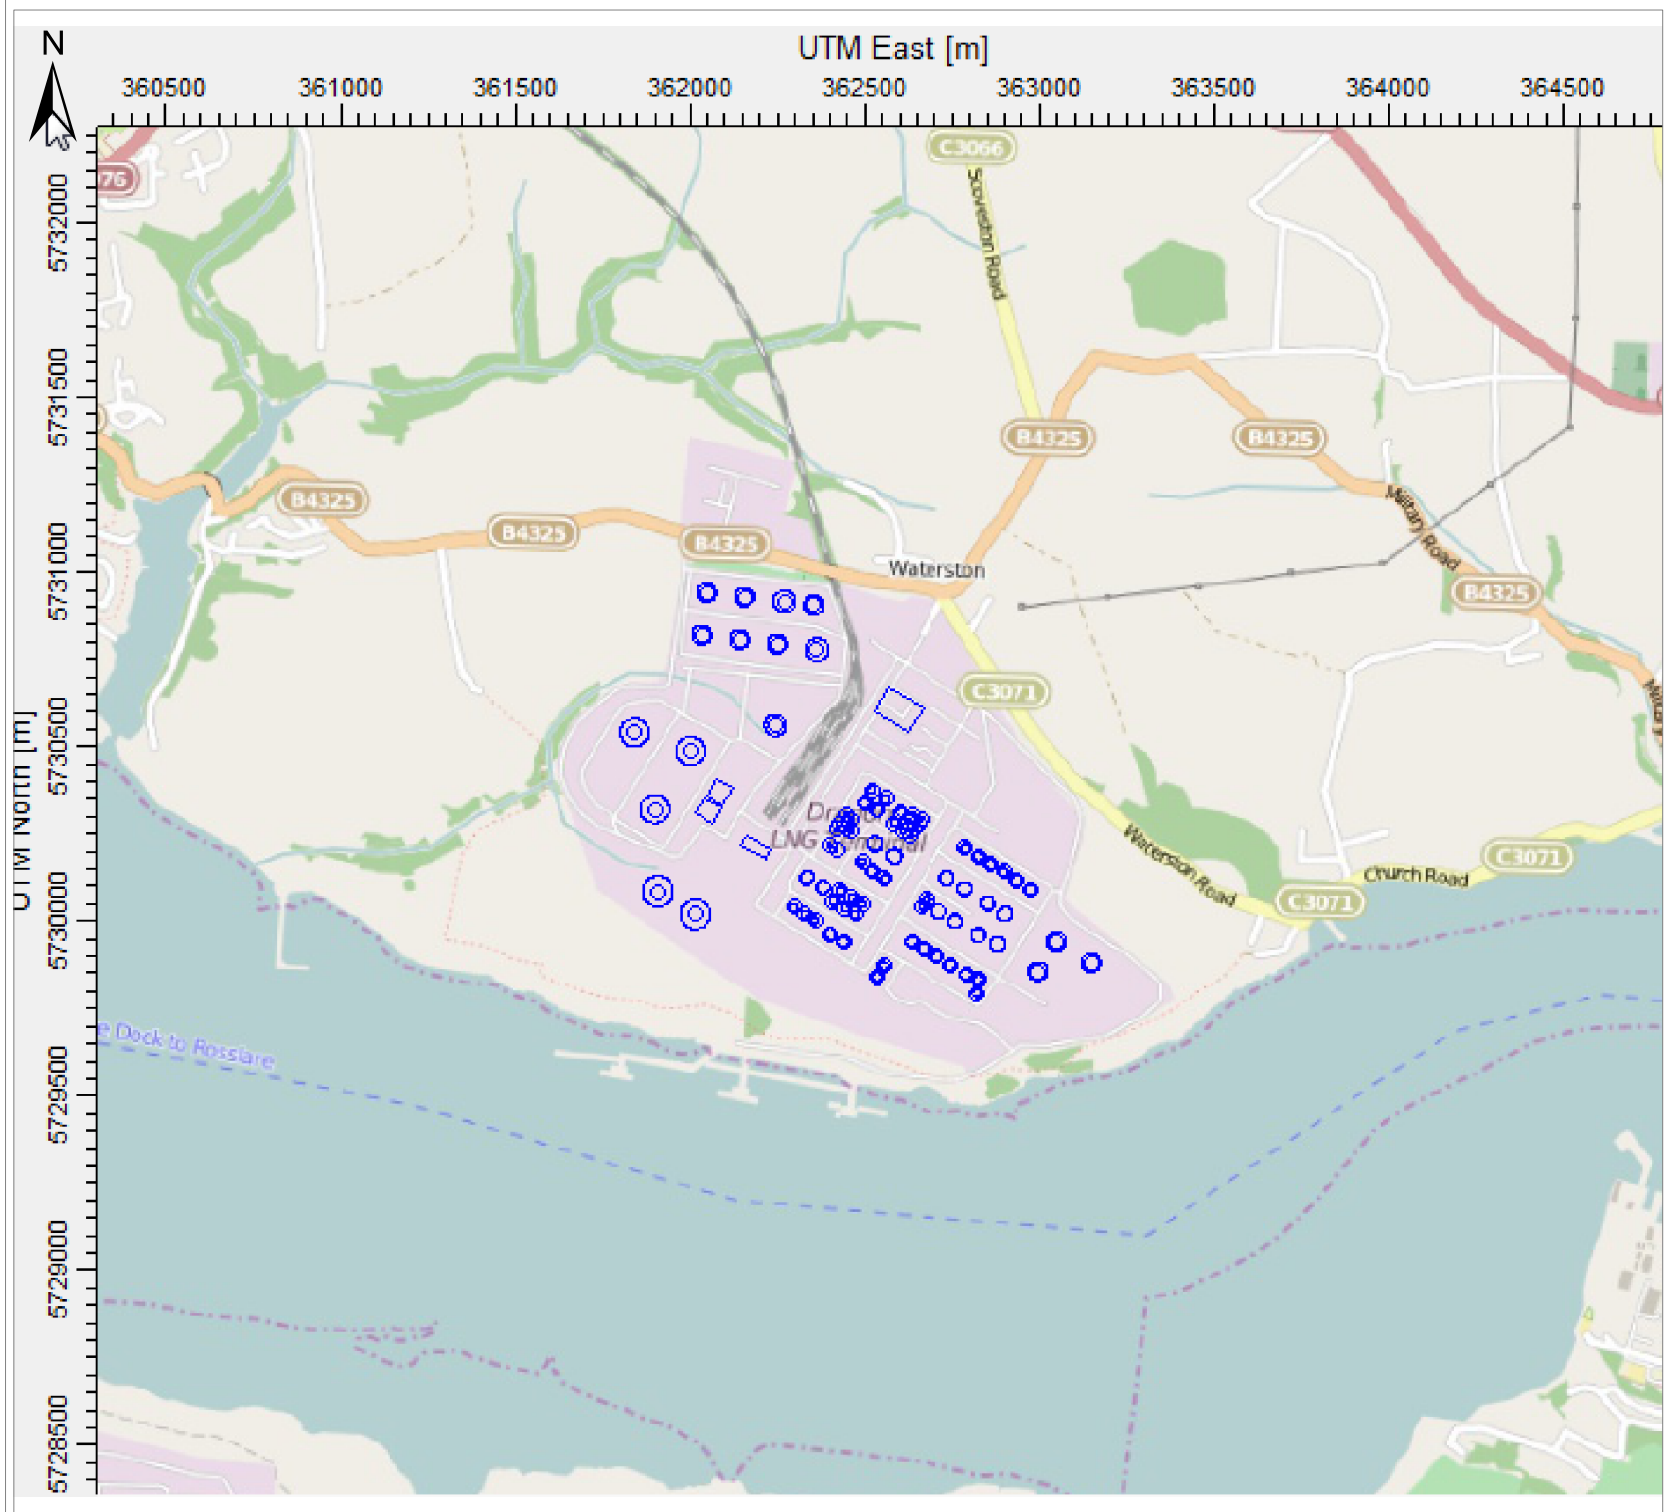 N
UTM East [m]
360500 361000 361500 362000 362500 363000 363500 364000 364500
C3066
76
Scoveston Road
5732000
5731500
B4325 B4325
B4325
B4325
B4325
Military Road
5731000
Waterston
B4325
C3071
UTM North [m]
5730500
LNG Terminal
Waterston Road
Church Road
C3071
C3071
5730000
e Dock to Rosslare
5729500
5729000
5728500